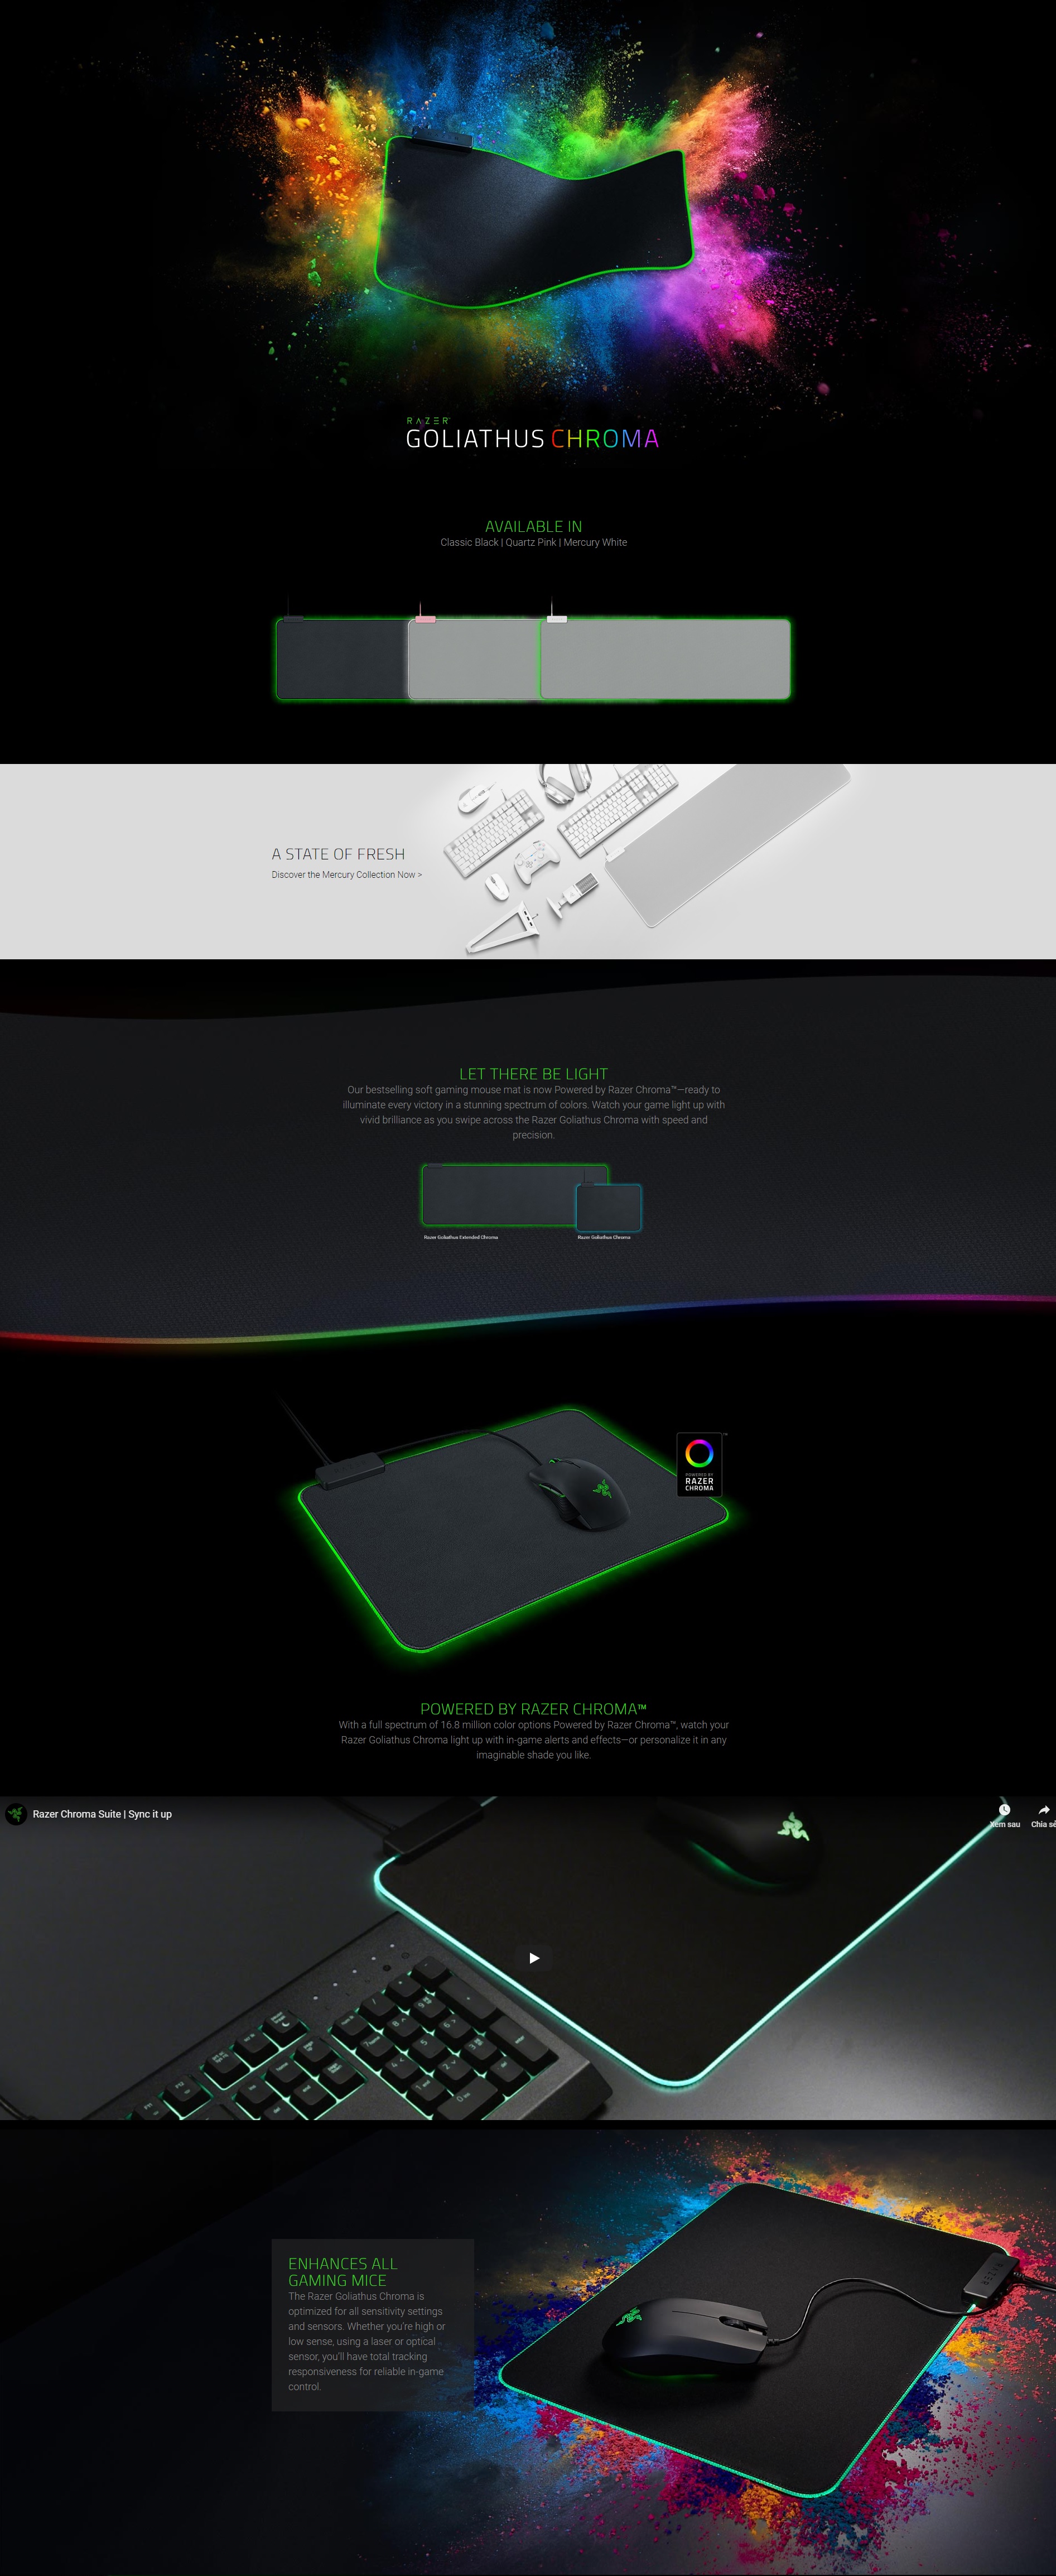 RAZER
GOLIATHUS CHROMA
AVAILABLE IN
Classic Black | Quartz Pink | Mercury White
A STATE OF FRESH
Discover the Mercury Collection Now >
LET THERE BE LIGHT
Our bestselling soft gaming mouse mat is now Powered by Razer Chroma™—ready to
illuminate every victory in a stunning spectrum of colors. Watch your game light up with
vivid brilliance as you swipe across the Razer Goliathus Chroma with speed and
precision.
Razer Goliathus Extended Chroma
Razer Goliathus Chroma
POWERED BY
RAZER
CHROMA
POWERED BY RAZER CHROMA™
With a full spectrum of 16.8 million color options Powered by Razer Chroma™, watch your
Razer Goliathus Chroma light up with in-game alerts and effects—or personalize it in any
imaginable shade you like.
Razer Chroma Suite | Sync it up
Xem sau
Chia sẻ
ENHANCES ALL
GAMING MICE
The Razer Goliathus Chroma is
optimized for all sensitivity settings
and sensors. Whether you're high or
low sense, using a laser or optical
sensor, you'll have total tracking
responsiveness for reliable in-game
control.